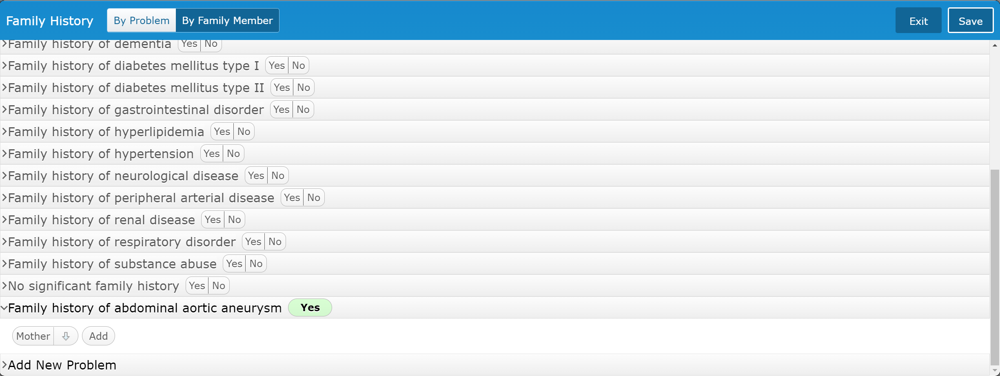 Family History By Problem By Family Member Exit Save
Family history of dementia Yes No
Family history of diabetes mellitus type I Yes No
Family history of diabetes mellitus type II Yes No
Family history of gastrointestinal disorder Yes No
Family history of hyperlipidemia Yes No
Family history of hypertension Yes No
Family history of neurological disease Yes No
Family history of peripheral arterial disease Yes No
Family history of renal disease Yes No
Family history of respiratory disorder Yes No
Family history of substance abuse Yes No
No significant family history Yes No
Family history of abdominal aortic aneurysm Yes
Mother Add
Add New Problem